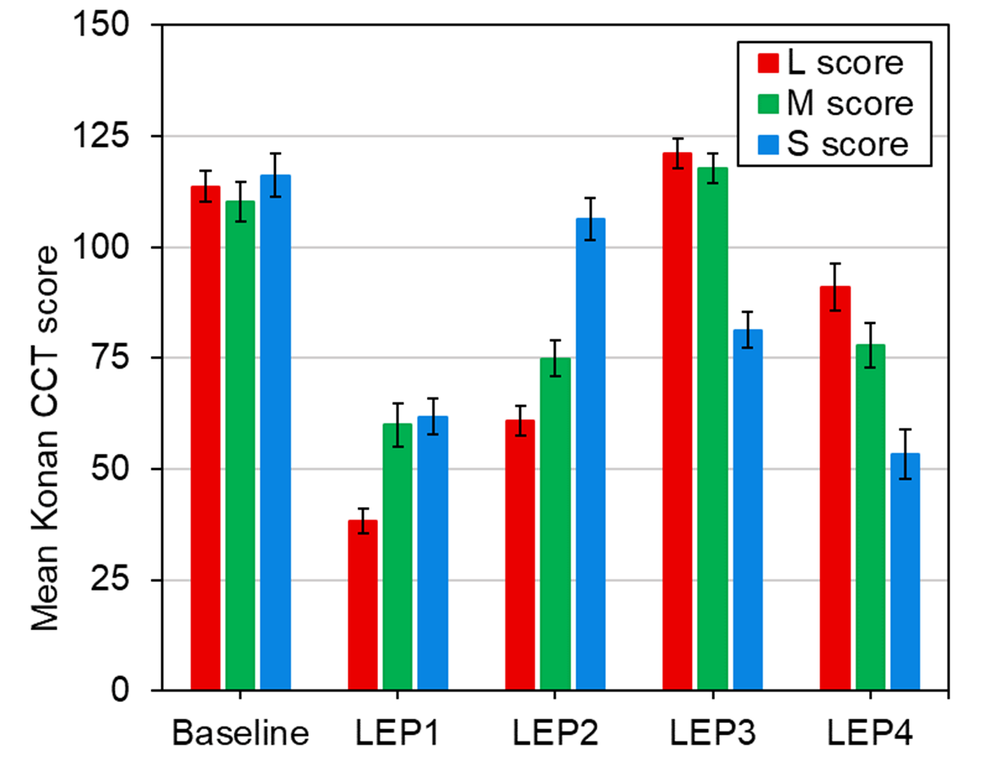 Mean Konan CCT score
150
125
100
75
50
25
0
L score
M score
S score
Baseline
LEP1
LEP2
LEP3
LEP4